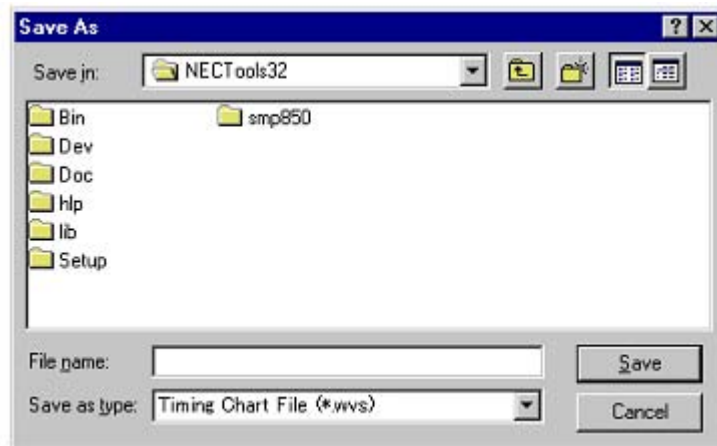 Save As
Save in: NECTools32
Bin smp850
Dev
Doc
hlp
lib
Setup
File name: Save
Save as type: Timing Chart File (*.wvs) Cancel